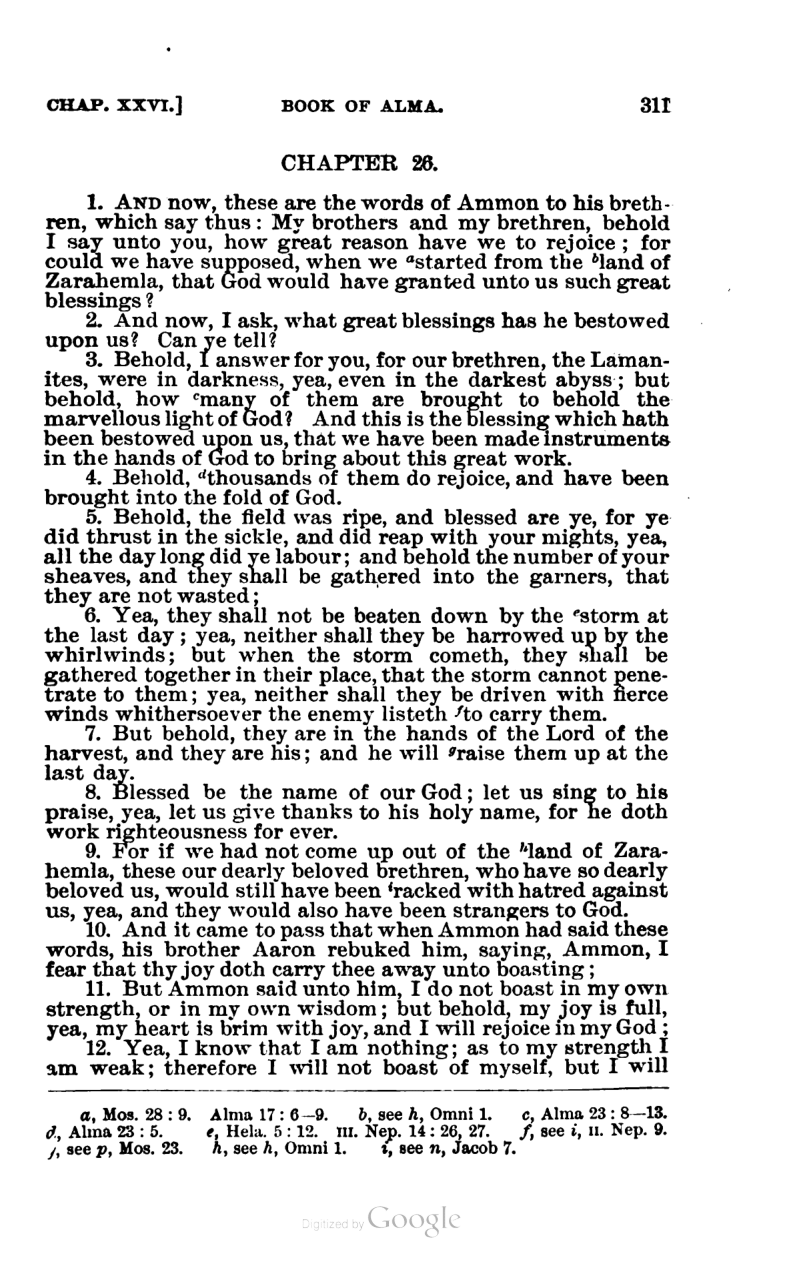 CHAP. XXVI.] BOOK OF ALMA. 311
CHAPTER 26.
1. AND now, these are the words of Ammon to his breth-
ren, which say thus: My brothers and my brethren, behold
I say unto you, how great reason have we to rejoice; for
could we have supposed, when we astarted from the bland of
Zarahemla, that God would have granted unto us such great
blessings?
2. And now, I ask, what great blessings has he bestowed
upon us? Can ye tell?
3. Behold, I answer for you, for our brethren, the Laman-
ites, were in darkness, yea, even in the darkest abyss; but
behold, how cmany of them are brought to behold the
marvellous light of God? And this is the blessing which hath
been bestowed upon us, that we have been made instruments
in the hands of God to bring about this great work.
4. Behold, dthousands of them do rejoice, and have been
brought into the fold of God.
5. Behold, the field was ripe, and blessed are ye, for ye
did thrust in the sickle, and did reap with your mights, yea,
all the day long did ye labour; and behold the number of your
sheaves, and they shall be gathered into the garners, that
they are not wasted;
6. Yea, they shall not be beaten down by the estorm at
the last day; yea, neither shall they be harrowed up by the
whirlwinds; but when the storm cometh, they shall be
gathered together in their place, that the storm cannot pene-
trate to them; yea, neither shall they be driven with fierce
winds whithersoever the enemy listeth fto carry them.
7. But behold, they are in the hands of the Lord of the
harvest, and they are his; and he will graise them up at the
last day.
8. Blessed be the name of our God; let us sing to his
praise, yea, let us give thanks to his holy name, for he doth
work righteousness for ever.
9. For if we had not come up out of the hland of Zara-
hemla, these our dearly beloved brethren, who have so dearly
beloved us, would still have been iracked with hatred against
us, yea, and they would also have been strangers to God.
10. And it came to pass that when Ammon had said these
words, his brother Aaron rebuked him, saying, Ammon, I
fear that thy joy doth carry thee away unto boasting;
11. But Ammon said unto him, I do not boast in my own
strength, or in my own wisdom; but behold, my joy is full,
yea, my heart is brim with joy, and I will rejoice in my God;
12. Yea, I know that I am nothing; as to my strength I
am weak; therefore I will not boast of myself, but I will
a, Mos. 28 : 9. Alma 17 : 6—9. b, see h, Omni 1. c, Alma 23 : 8—13.
d, Alma 23 : 5. e, Hela. 5 : 12. III. Nep. 14 : 26, 27. f, see i, II. Nep. 9.
g, see p, Mos. 23. h, see h, Omni 1. i, see n, Jacob 7.
Digitized by Google